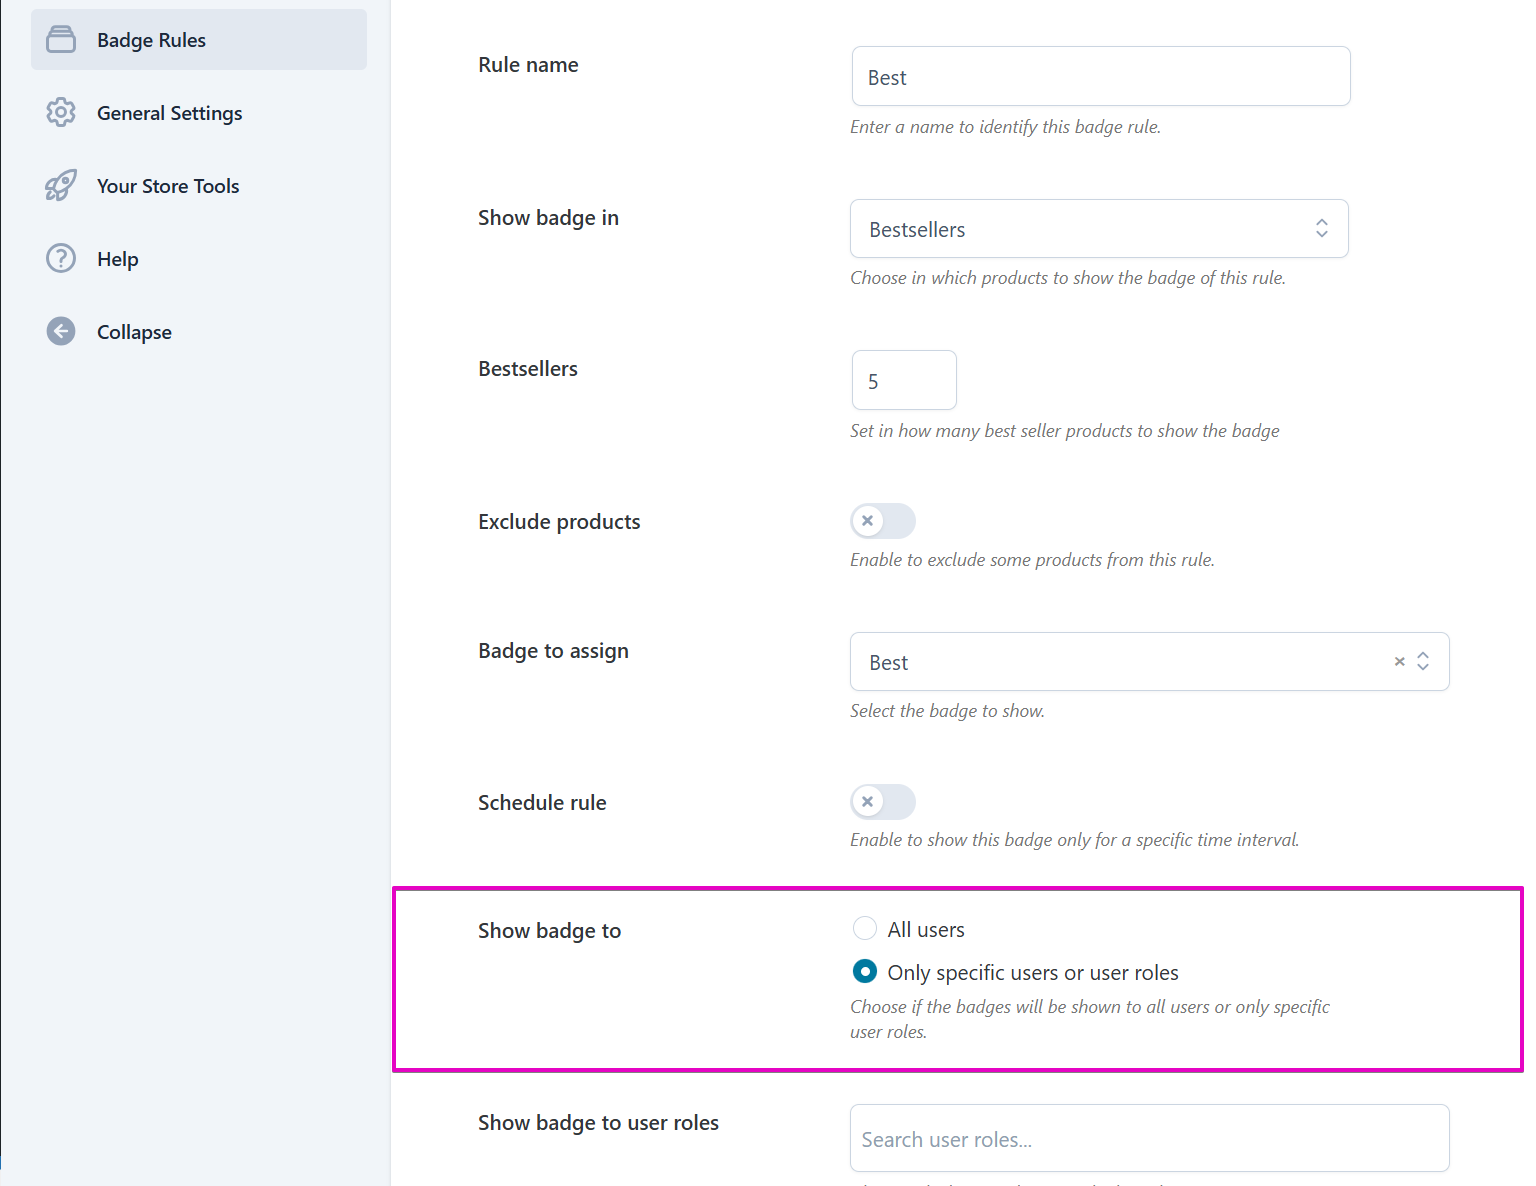 Badge Rules
General Settings
Your Store Tools
Help
Collapse
Rule name
Best
Enter a name to identify this badge rule.
Show badge in
Bestsellers
Choose in which products to show the badge of this rule.
Bestsellers
5
Set in how many best seller products to show the badge
Exclude products
Enable to exclude some products from this rule.
Badge to assign
Best
Select the badge to show.
Schedule rule
Enable to show this badge only for a specific time interval.
Show badge to
All users
Only specific users or user roles
Choose if the badges will be shown to all users or only specific
user roles.
Show badge to user roles
Search user roles...